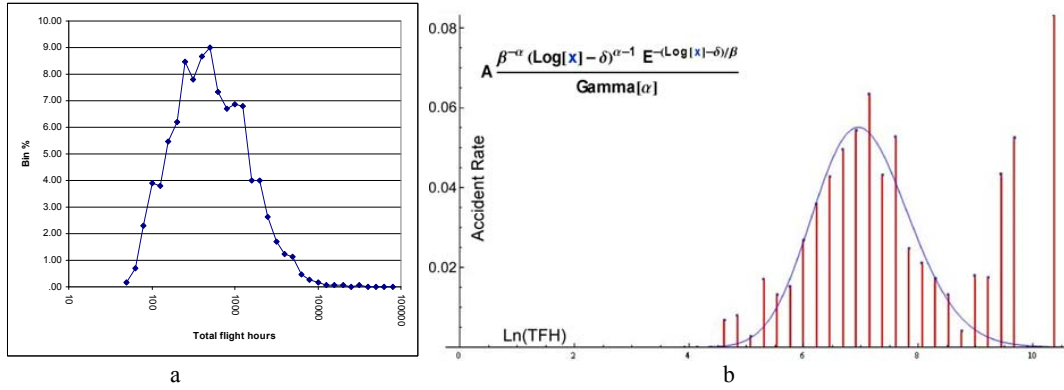 10.00
9.00
8.00
7.00
6.00
5.00
4.00
3.00
2.00
1.00
.00
Bin %
10
100
1000
10000
100000
Total flight hours
a
0.08
0.06
0.04
0.02
Accident Rate
A β^-α (Log[x] - δ)^α-1 E^-(Log[x]-δ)/β
Gamma[α]
Ln(TFH)
0 2 4 6 8 10
b